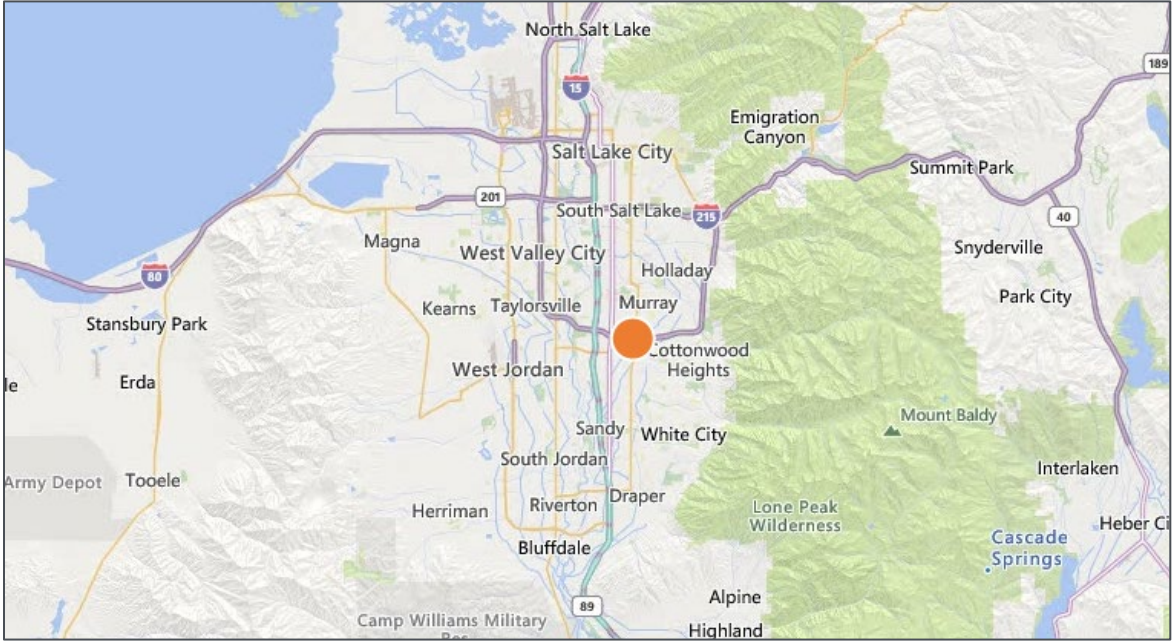 North Salt Lake
189
15
Emigration
Canyon
Salt Lake City
Summit Park
201
South Salt Lake
215
40
Magna
West Valley City
Snyderville
Holladay
80
Kearns
Taylorsville
Murray
Park City
Stansbury Park
Cottonwood
Heights
West Jordan
le
Erda
Mount Baldy
Sandy
White City
South Jordan
Interlaken
Army Depot
Tooele
Riverton
Draper
Herriman
Lone Peak
Wilderness
Heber Ci
Bluffdale
Cascade
Springs
89
Alpine
Camp Williams Military
Highland